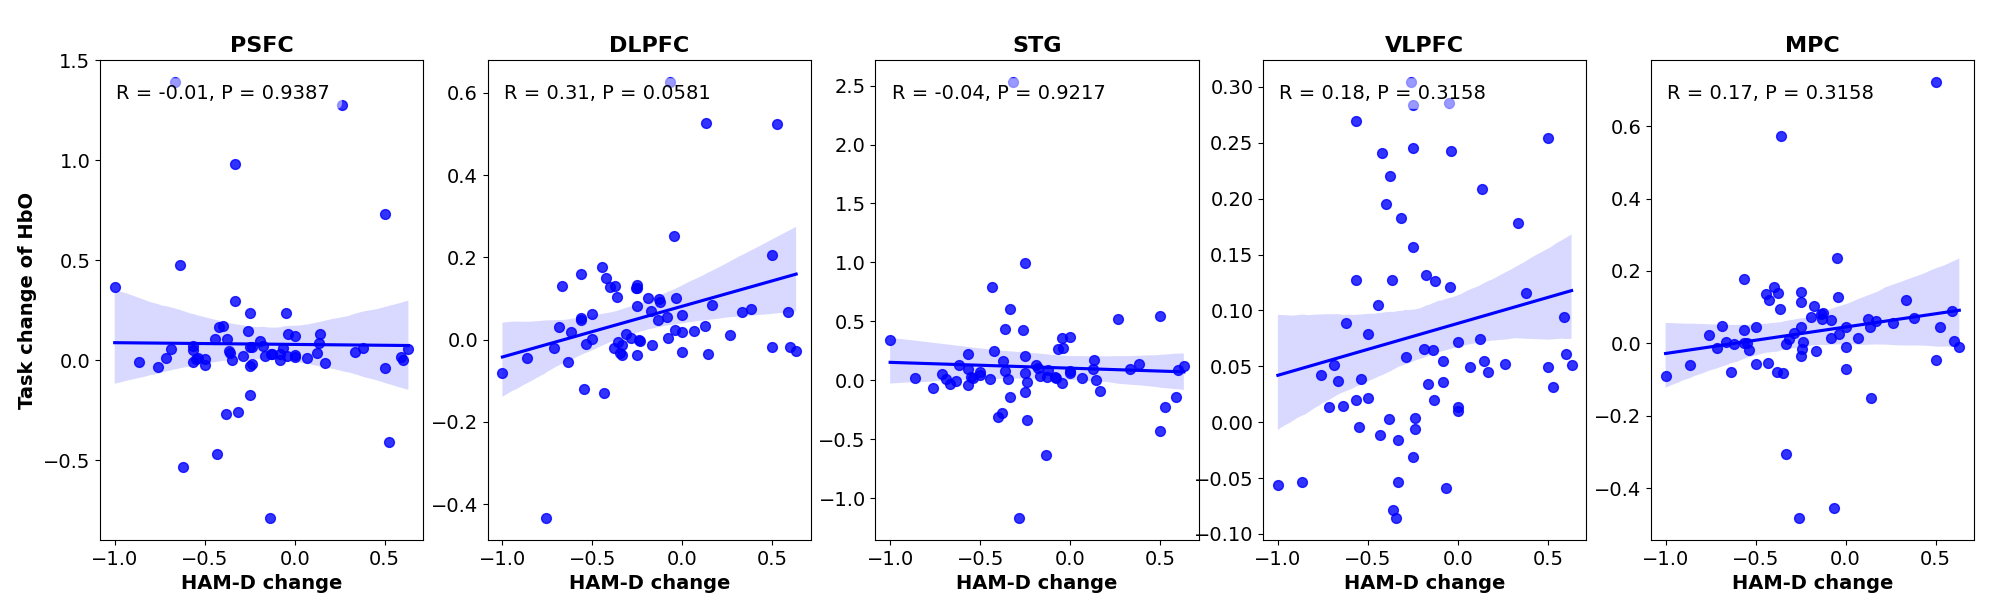 PSFC
DLPFC
STG
VLPFC
MPC
R = -0.01, P = 0.9387
R = 0.31, P = 0.0581
R = -0.04, P = 0.9217
R = 0.18, P = 0.3158
R = 0.17, P = 0.3158
Task change of HbO
1.5
1.0
0.5
0.0
−0.5
0.6
0.4
0.2
0.0
−0.2
−0.4
2.5
2.0
1.5
1.0
0.5
0.0
−0.5
−1.0
0.30
0.25
0.20
0.15
0.10
0.05
0.00
−0.05
−0.10
0.6
0.4
0.2
0.0
−0.2
−0.4
−1.0 −0.5 0.0 0.5
−1.0 −0.5 0.0 0.5
−1.0 −0.5 0.0 0.5
−1.0 −0.5 0.0 0.5
−1.0 −0.5 0.0 0.5
HAM-D change
HAM-D change
HAM-D change
HAM-D change
HAM-D change